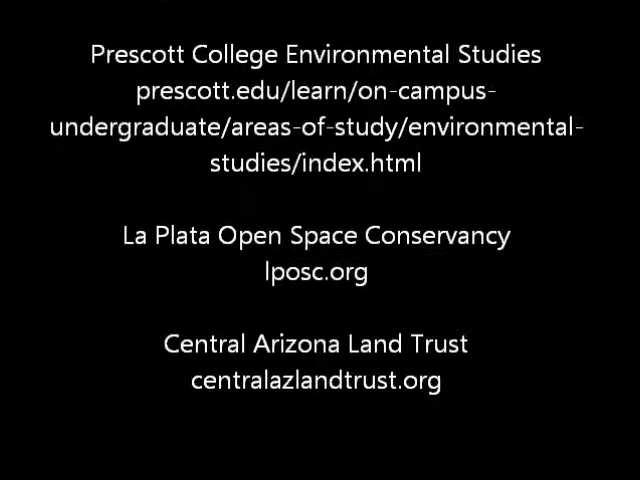 Prescott College Environmental Studies
prescott.edu/learn/on-campus-
undergraduate/areas-of-study/environmental-
studies/index.html
La Plata Open Space Conservancy
lposc.org
Central Arizona Land Trust
centralazlandtrust.org